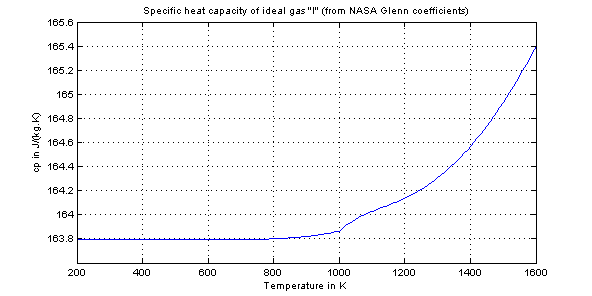 Specific heat capacity of ideal gas "I" (from NASA Glenn coefficients)
165.6
165.4
165.2
165
164.8
164.6
164.4
164.2
164
163.8
cp in J/(kg.K)
200 400 600 800 1000 1200 1400 1600
Temperature in K